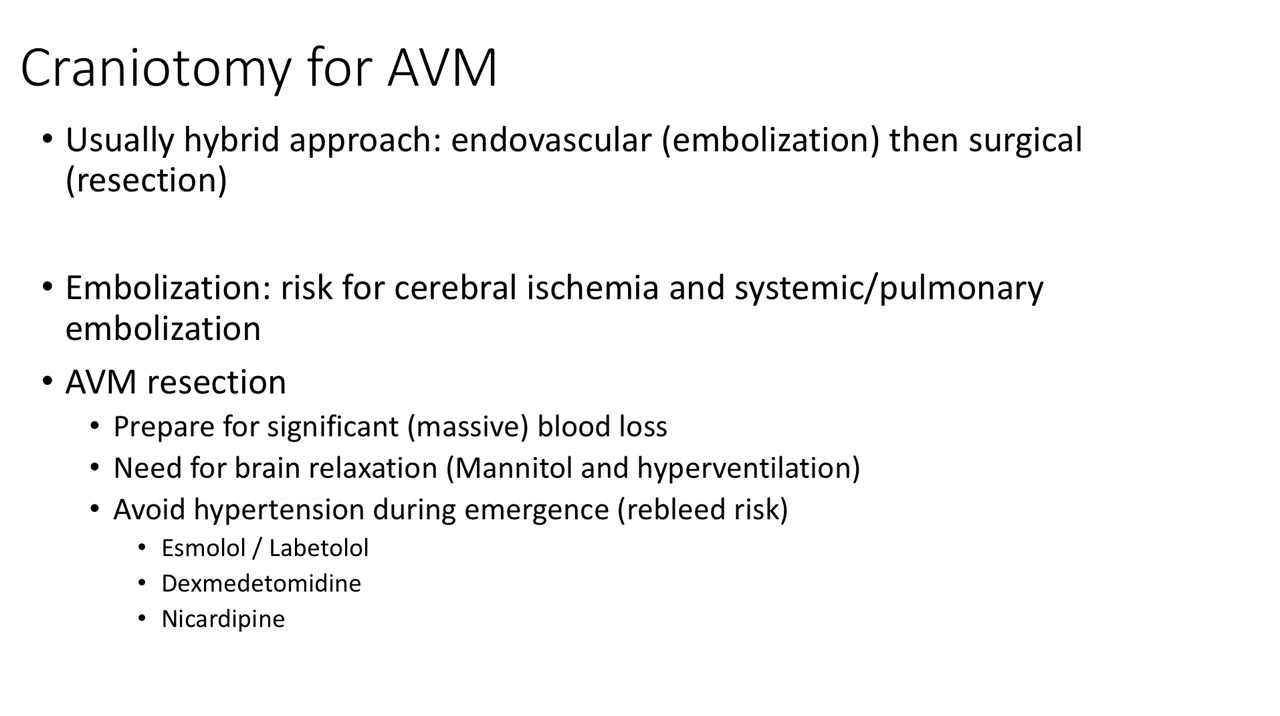 Craniotomy for AVM
• Usually hybrid approach: endovascular (embolization) then surgical
(resection)
• Embolization: risk for cerebral ischemia and systemic/pulmonary
embolization
• AVM resection
• Prepare for significant (massive) blood loss
• Need for brain relaxation (Mannitol and hyperventilation)
• Avoid hypertension during emergence (rebleed risk)
• Esmolol / Labetolol
• Dexmedetomidine
• Nicardipine